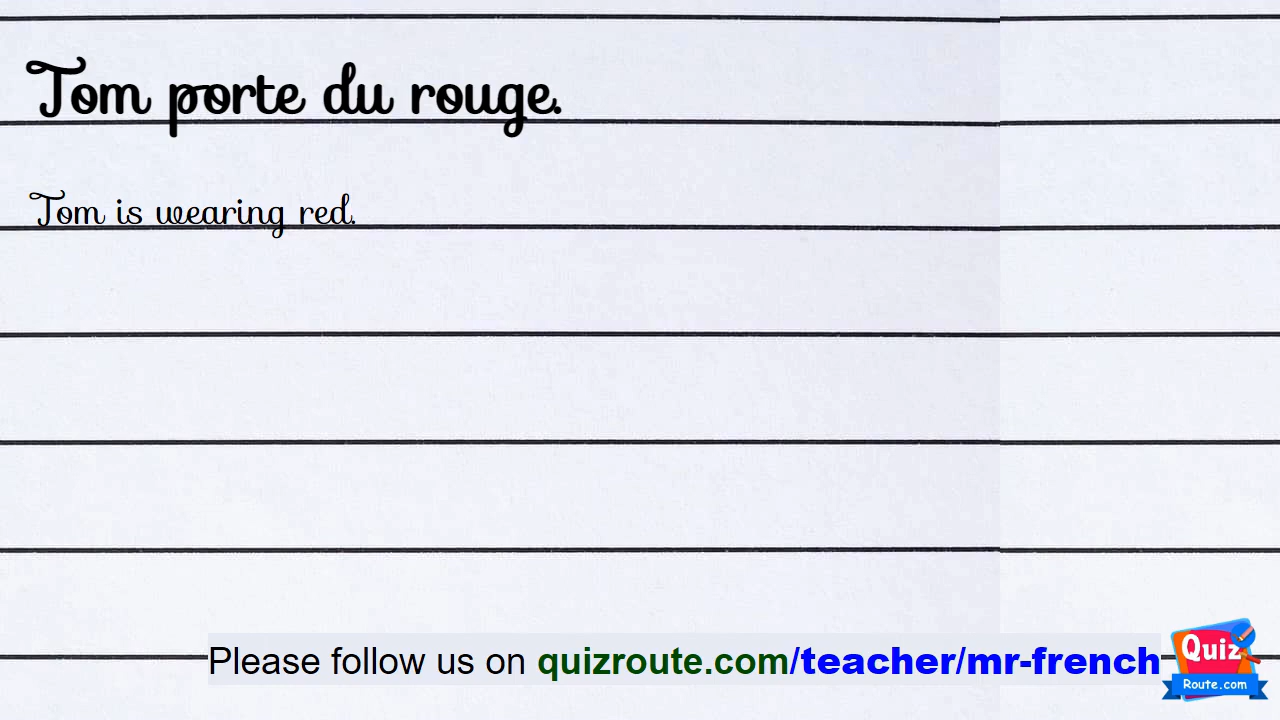 Tom porte du rouge.
Tom is wearing red.
Please follow us on quizroute.com/teacher/mr-french
Quiz
Route.com